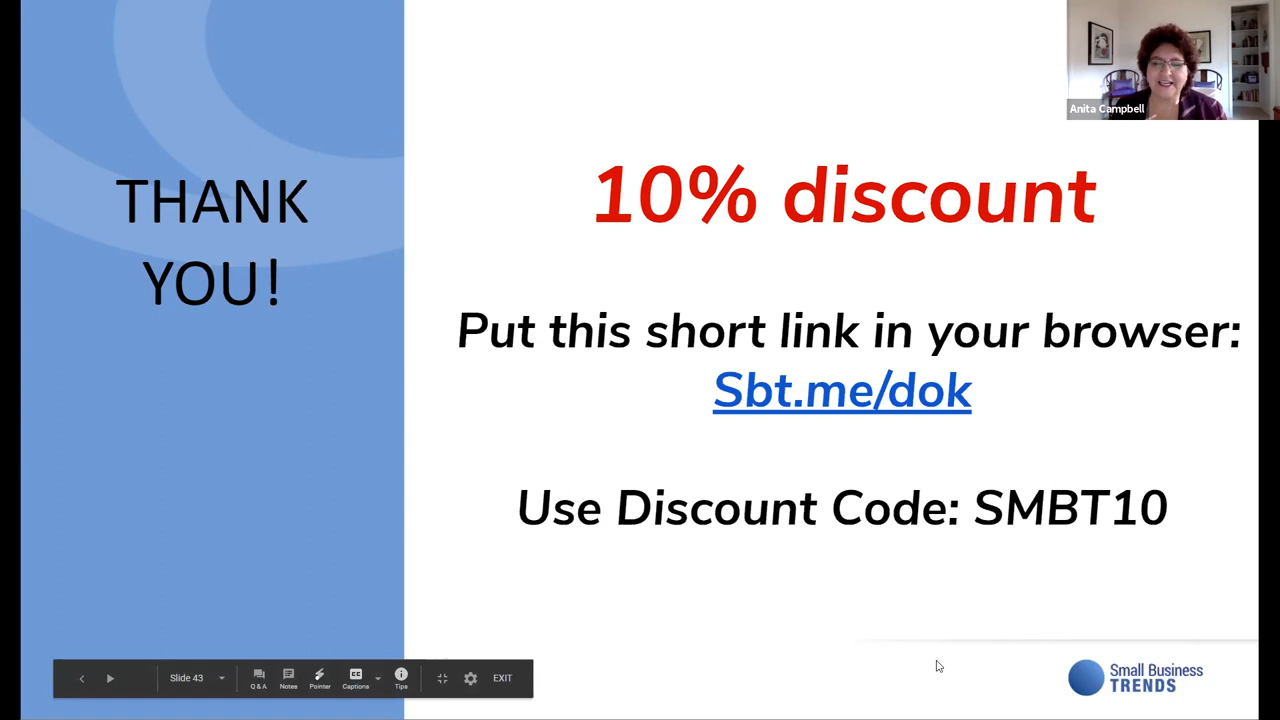 THANK
YOU!
Anita Campbell
10% discount
Put this short link in your browser:
Sbt.me/dok
Use Discount Code: SMBT10
Slide 43
Q & A
Notes
Pointer
CC
Captions
Tips
EXIT
Small Business
TRENDS